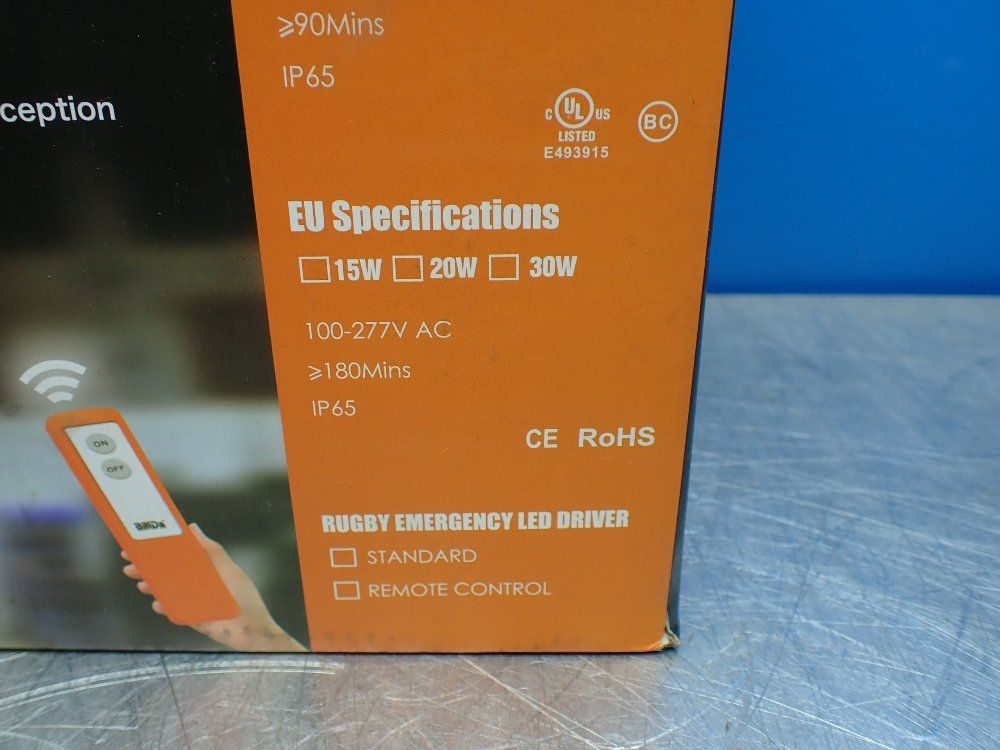 ≥90Mins
IP65
ception
C UL US
LISTED
E493915
BC
EU Specifications
15W 20W 30W
100-277V AC
≥180Mins
IP65
CE RoHS
ON
OFF
RUGBY EMERGENCY LED DRIVER
STANDARD
REMOTE CONTROL